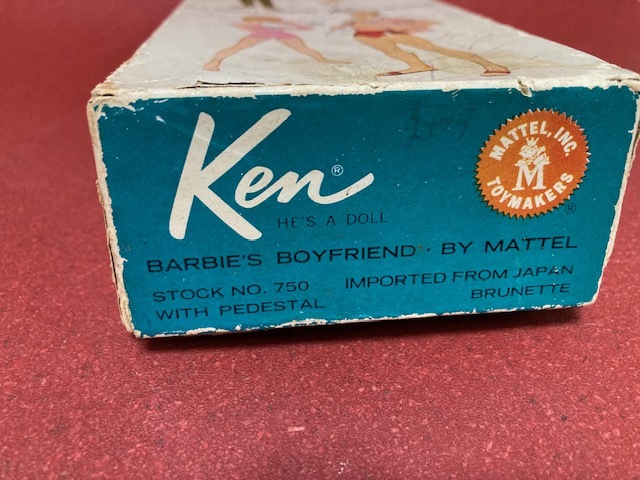 Ken®
HE'S A DOLL
BARBIE'S BOYFRIEND · BY MATTEL
STOCK NO. 750
WITH PEDESTAL
IMPORTED FROM JAPAN
BRUNETTE
MATTEL, INC.
M
TOYMAKERS
®